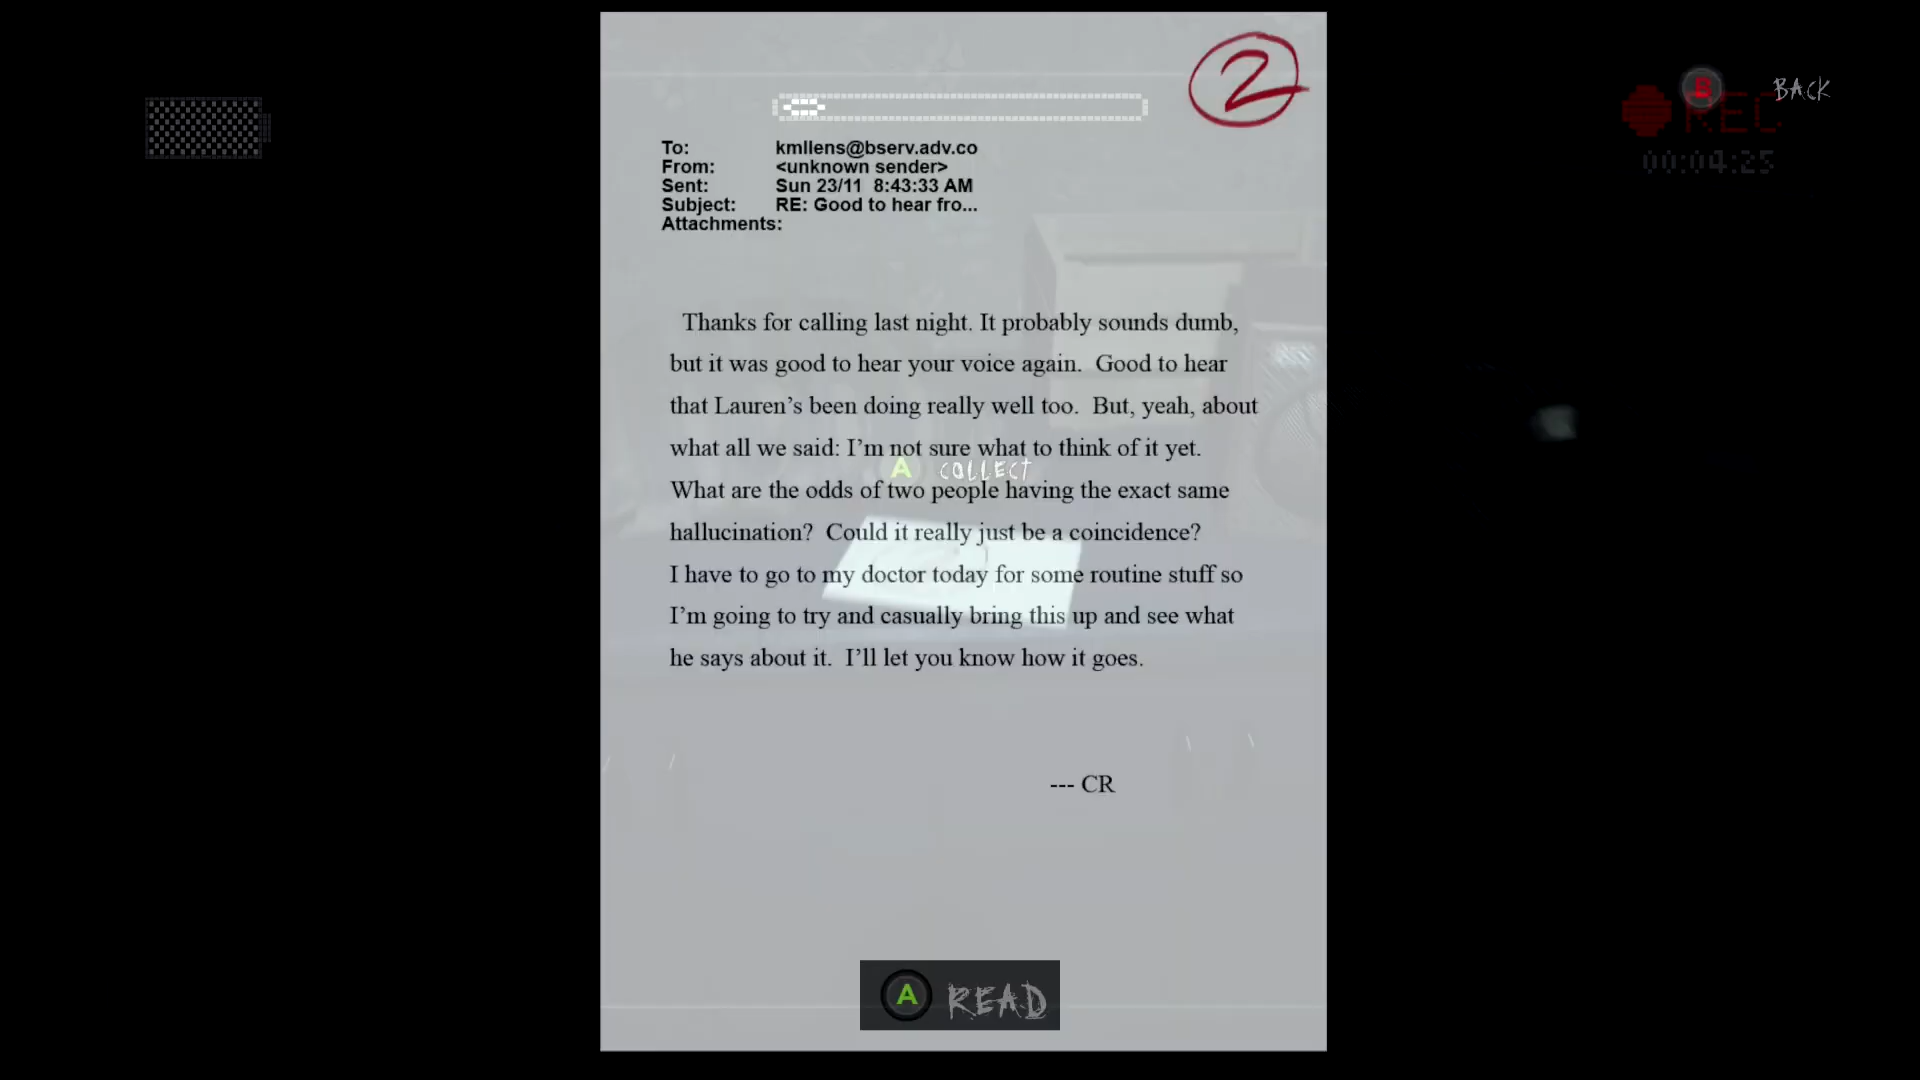 2
B BACK
REC
00:04:25
To: kmllens@bserv.adv.co
From: <unknown sender>
Sent: Sun 23/11 8:43:33 AM
Subject: RE: Good to hear fro...
Attachments:
Thanks for calling last night. It probably sounds dumb,
but it was good to hear your voice again. Good to hear
that Lauren’s been doing really well too. But, yeah, about
what all we said: I’m not sure what to think of it yet.
A COLLECT
What are the odds of two people having the exact same
hallucination? Could it really just be a coincidence?
I have to go to my doctor today for some routine stuff so
I’m going to try and casually bring this up and see what
he says about it. I’ll let you know how it goes.
--- CR
A READ